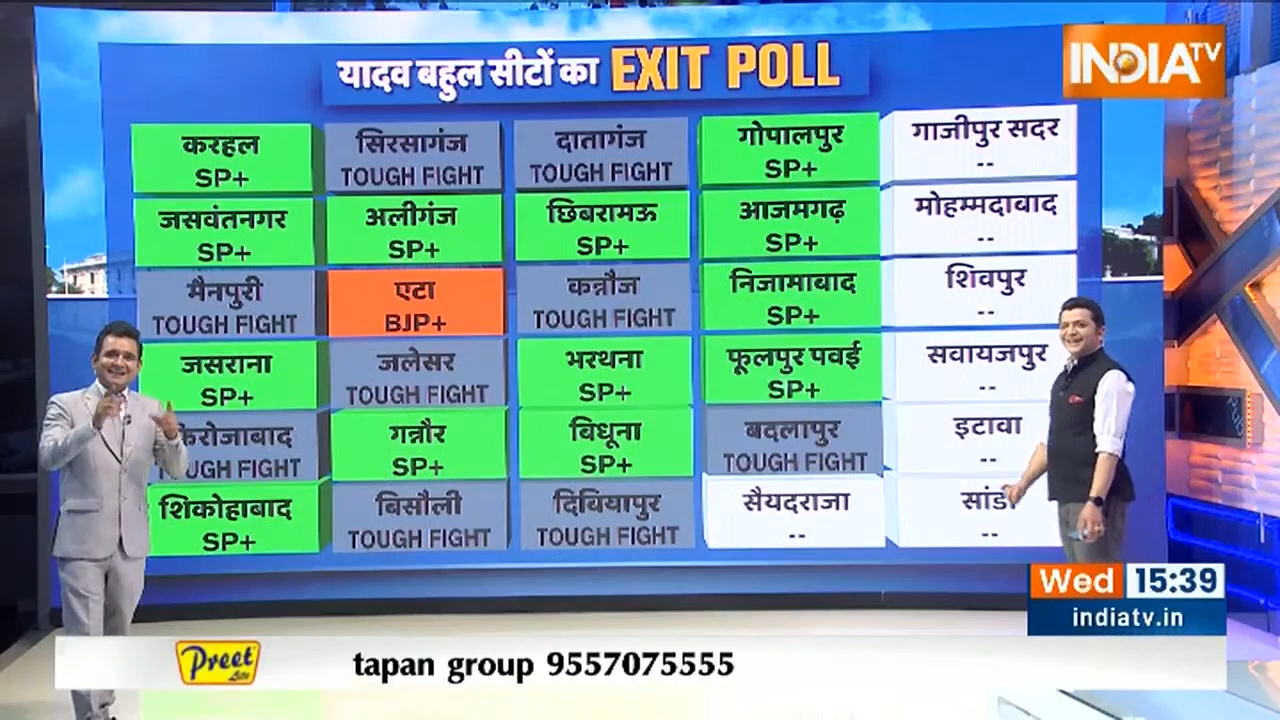 यादव बहुल सीटों का EXIT POLL
INDIA TV
करहल
SP+
सिरसागंज
TOUGH FIGHT
दातागंज
TOUGH FIGHT
गोपालपुर
SP+
गाजीपुर सदर
--
जसवंतनगर
SP+
अलीगंज
SP+
छिबरामऊ
SP+
आजमगढ़
SP+
मोहम्मदाबाद
--
मैनपुरी
TOUGH FIGHT
एटा
BJP+
कन्नौज
TOUGH FIGHT
निजामाबाद
SP+
शिवपुर
--
जसराना
SP+
जलेसर
TOUGH FIGHT
भरथना
SP+
फूलपुर पवई
SP+
सवायजपुर
--
फिरोजाबाद
TOUGH FIGHT
गन्नौर
SP+
बिधूना
SP+
बदलापुर
TOUGH FIGHT
इटावा
--
शिकोहाबाद
SP+
बिसौली
TOUGH FIGHT
दिबियापुर
TOUGH FIGHT
सैयदराजा
--
--
Wed 15:39
indiatv.in
Preet Lite
tapan group 9557075555